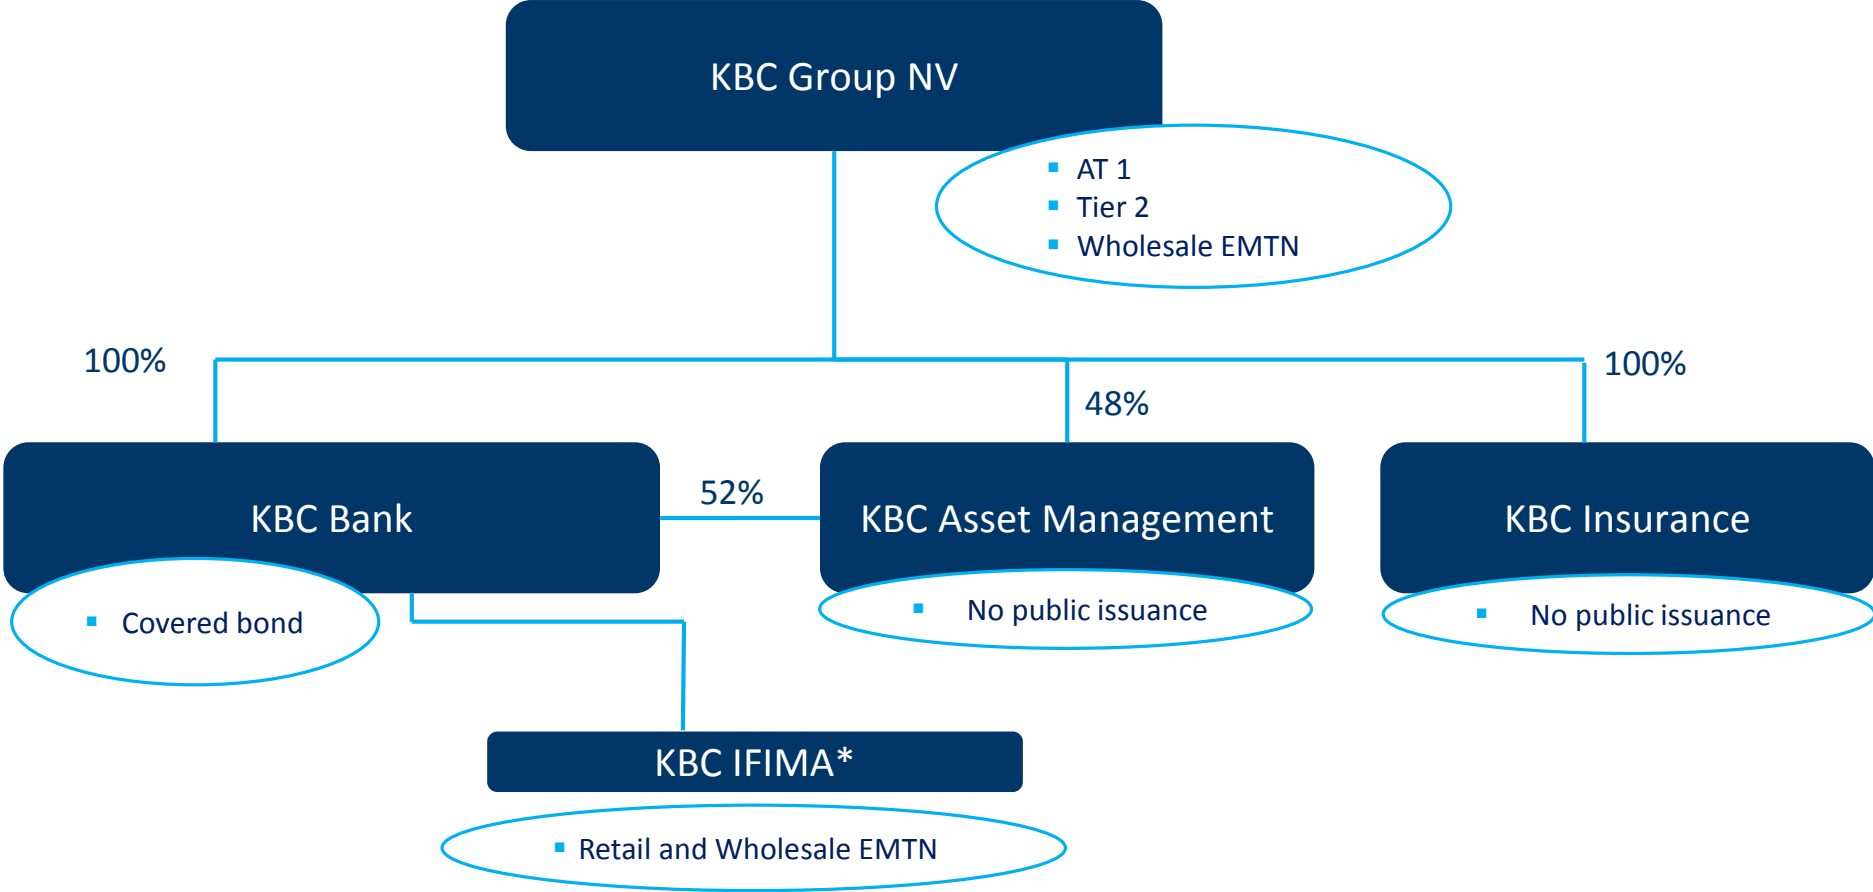 KBC Group NV
▪ AT 1
▪ Tier 2
▪ Wholesale EMTN
100%
48%
100%
KBC Bank
52%
KBC Asset Management
KBC Insurance
▪ Covered bond
▪ No public issuance
▪ No public issuance
KBC IFIMA*
▪ Retail and Wholesale EMTN